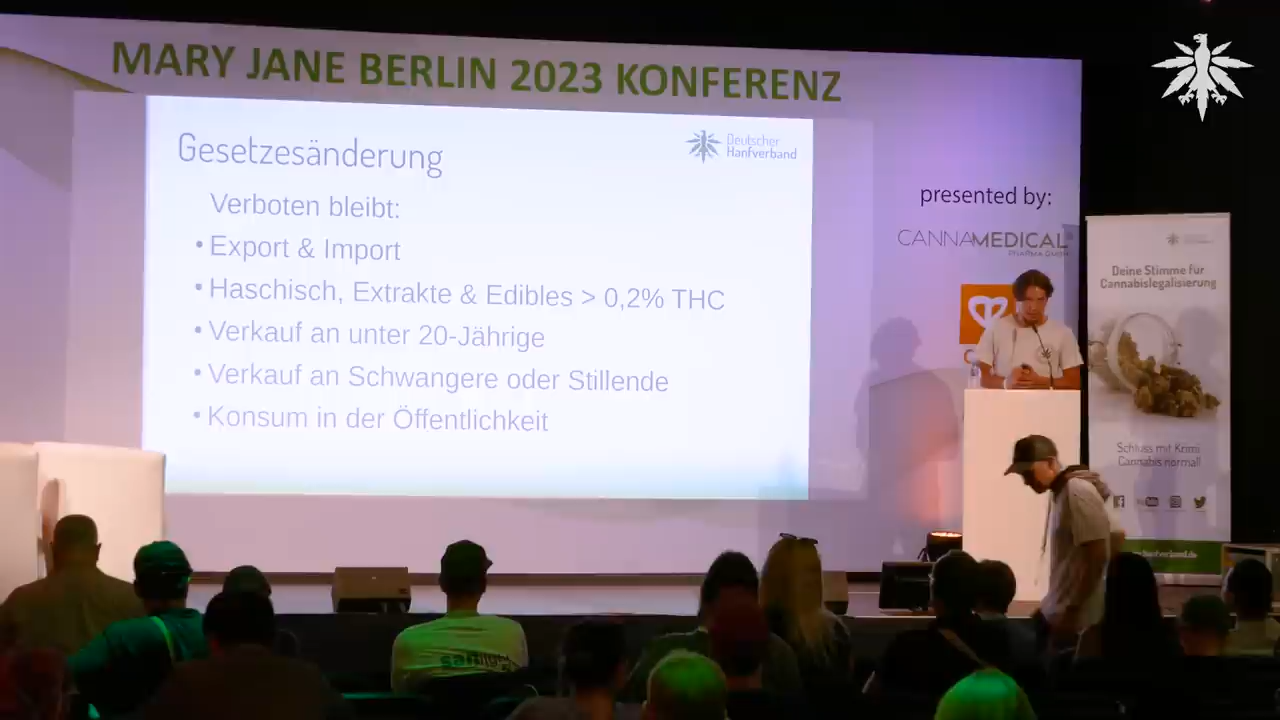 MARY JANE BERLIN 2023 KONFERENZ
Gesetzesänderung
Deutscher
Hanfverband
Verboten bleibt:
• Export & Import
• Haschisch, Extrakte & Edibles > 0,2% THC
• Verkauf an unter 20-Jährige
• Verkauf an Schwangere oder Stillende
• Konsum in der Öffentlichkeit
presented by:
CANNAMEDICAL
PHARMA GMBH
Deine Stimme für
Cannabislegalisierung
Schluss mit Krimi
Cannabis normal!